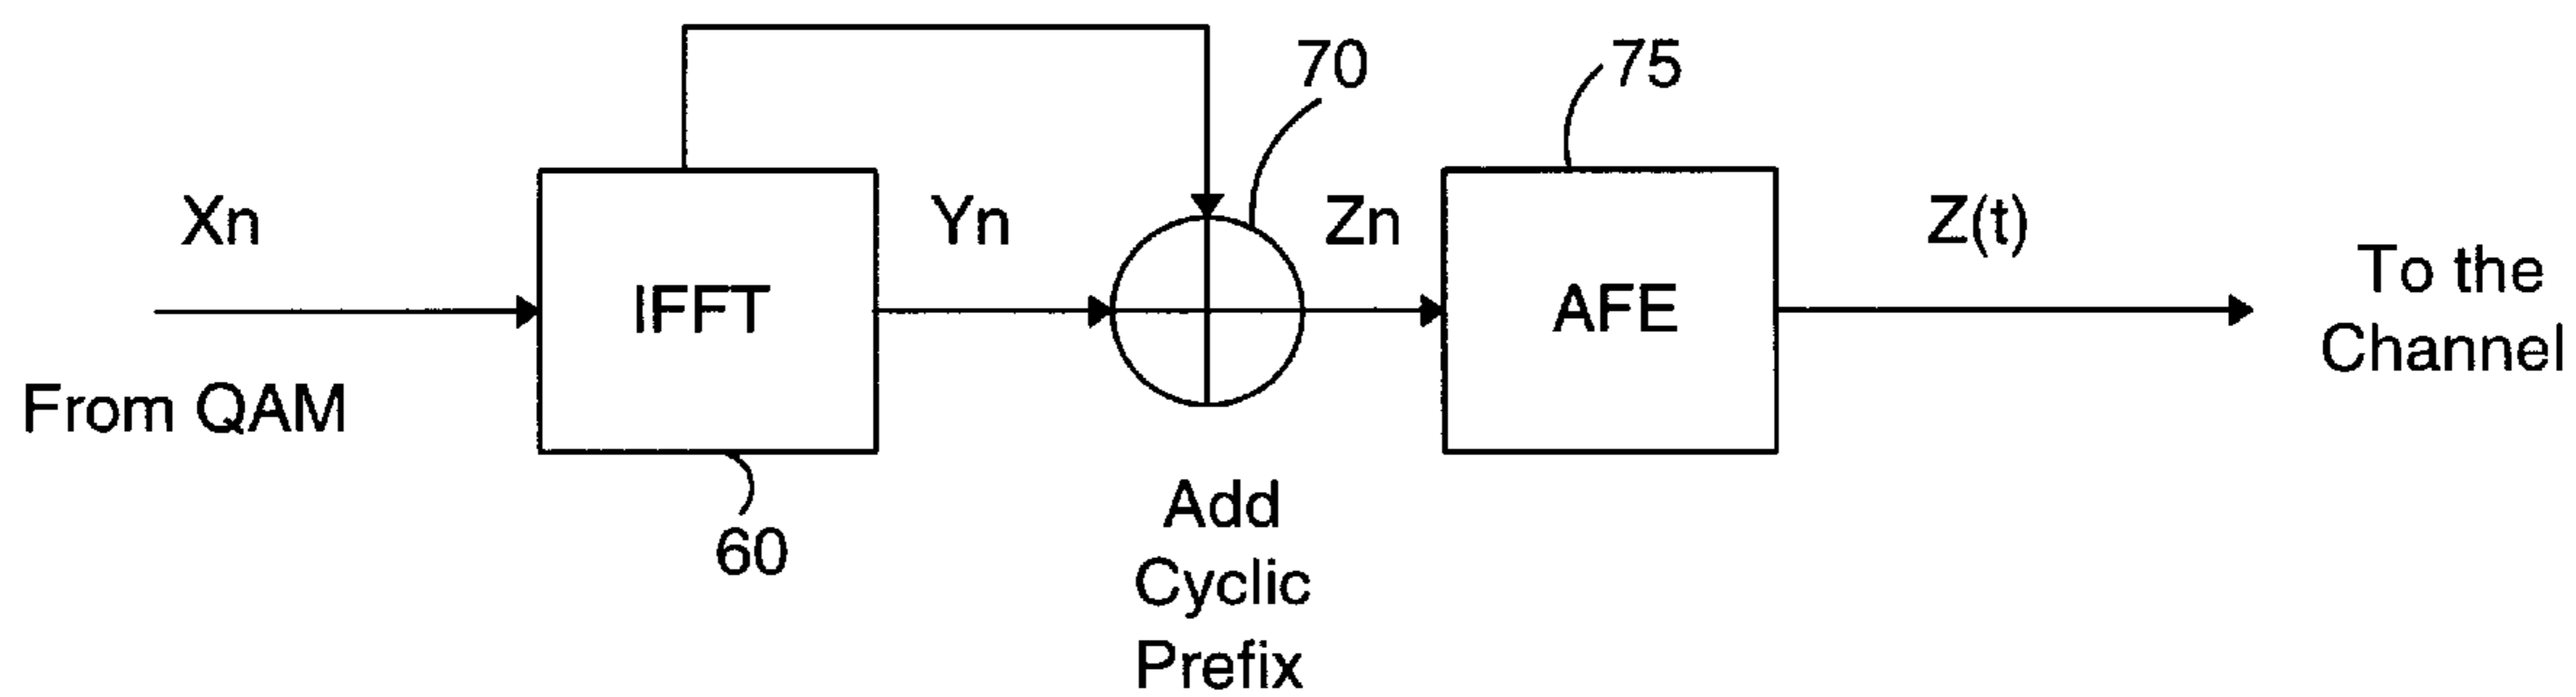 70
75
Xn
Yn
Zn
Z(t)
To the
Channel
IFFT
AFE
From QAM
60
Add
Cyclic
Prefix